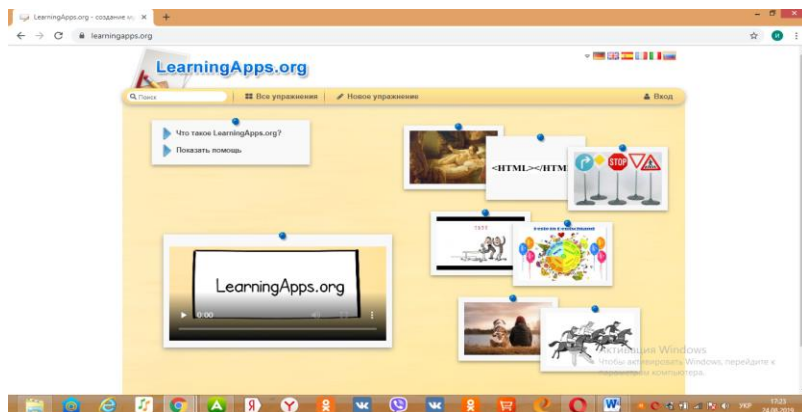 LearningApps.org - создание м
learningapps.org
LearningApps.org
Поиск
Все упражнения
Новое упражнение
Вход
Что такое LearningApps.org?
Показать помощь
<HTML></HTM
STOP
LearningApps.org
0:00
Активация Windows
Чтобы активировать Windows, перейдите к
параметрам компьютера.
УКР
17:23
24.08.2019